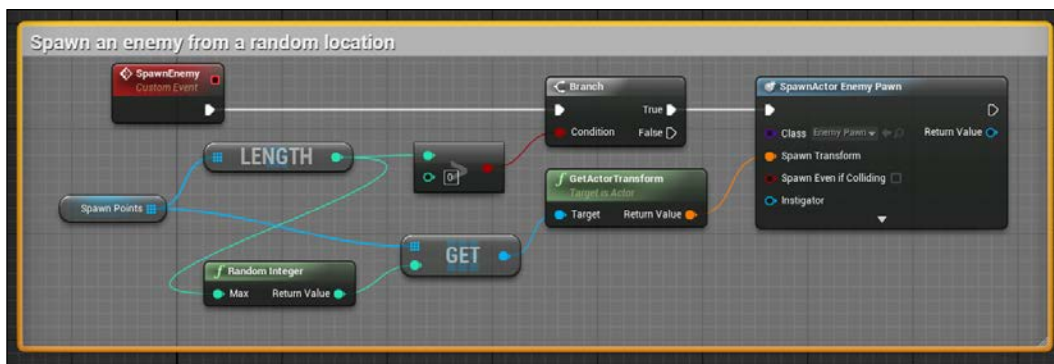 Spawn an enemy from a random location
SpawnEnemy
Custom Event
Branch
True
Condition
False
SpawnActor Enemy Pawn
Class
Enemy Pawn
Return Value
Spawn Transform
Spawn Even if Colliding
Instigator
LENGTH
>
0
GetActorTransform
Target is Actor
Target
Return Value
Spawn Points
GET
f Random Integer
Max
Return Value